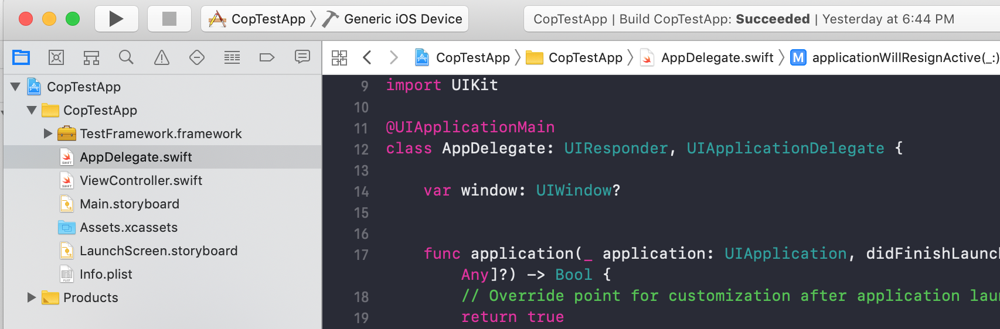 CopTestApp Generic iOS Device
CopTestApp | Build CopTestApp: Succeeded | Yesterday at 6:44 PM
CopTestApp CopTestApp AppDelegate.swift M applicationWillResignActive(_:)
CopTestApp
CopTestApp
TestFramework.framework
AppDelegate.swift
ViewController.swift
Main.storyboard
Assets.xcassets
LaunchScreen.storyboard
Info.plist
Products
9 import UIKit
10
11 @UIApplicationMain
12 class AppDelegate: UIResponder, UIApplicationDelegate {
13
14 var window: UIWindow?
15
16
17 func application(_ application: UIApplication, didFinishLaunch
Any]?) -> Bool {
18 // Override point for customization after application lau
19 return true